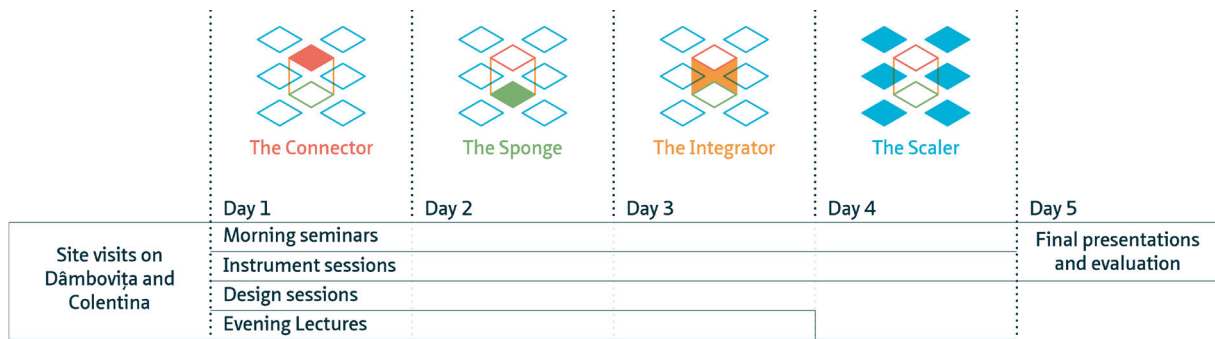 The Connector
The Sponge
The Integrator
The Scaler
Day 1
Day 2
Day 3
Day 4
Day 5
Site visits on
Dâmbovița and
Colentina
Morning seminars
Instrument sessions
Design sessions
Evening Lectures
Final presentations
and evaluation